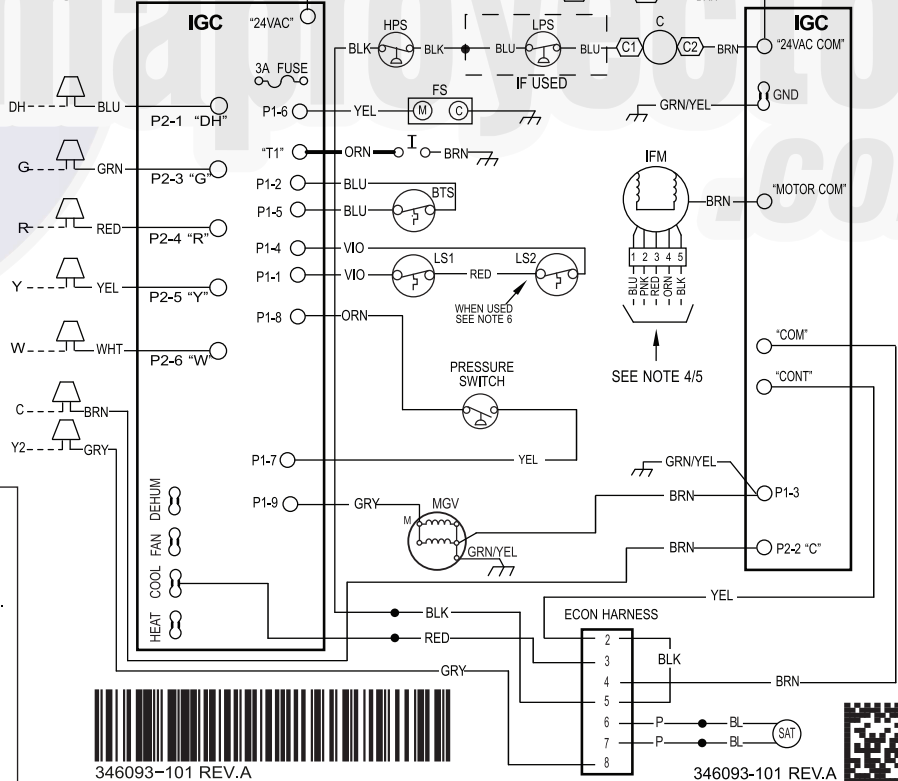 IGC
"24VAC"
3A FUSE
DH
BLU
P2-1 "DH"
G
GRN
P2-3 "G"
R
RED
P2-4 "R"
Y
YEL
P2-5 "Y"
W
WHT
P2-6 "W"
C
BRN
Y2
GRY
DEHUM
FAN
COOL
HEAT
P1-6
"T1"
P1-2
P1-5
P1-4
P1-1
P1-8
P1-7
P1-9
HPS
BLK
BLK
LPS
BLU
BLU
IF USED
C
C1
C2
BRN
FS
YEL
M
C
ORN
I
BRN
BLU
BLU
BTS
VIO
VIO
LS1
RED
LS2
WHEN USED
SEE NOTE 6
ORN
PRESSURE
SWITCH
YEL
GRY
MGV
M
GRN/YEL
BRN
GRN/YEL
IGC
"24VAC COM"
GND
GRN/YEL
IFM
BRN
"MOTOR COM"
1 2 3 4 5
BLU
PNK
RED
ORN
BLK
SEE NOTE 4/5
"COM"
"CONT"
P1-3
BRN
P2-2 "C"
YEL
BLK
RED
GRY
ECON HARNESS
2
3
4
5
6
7
8
BLK
BRN
P
BL
P
BL
SAT
346093-101 REV.A
346093-101 REV.A